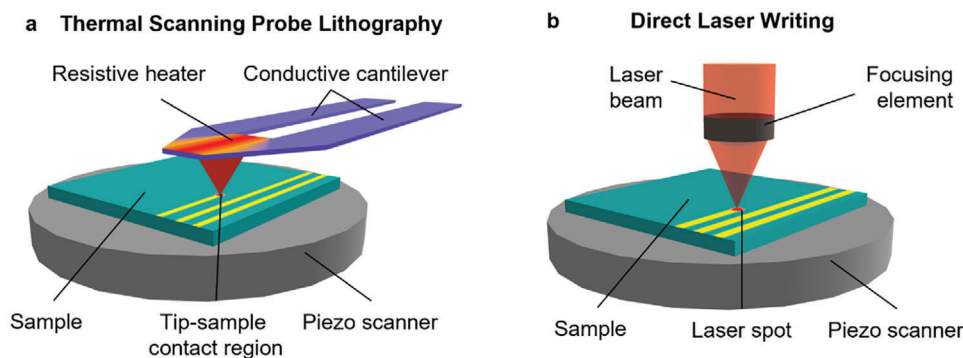 a Thermal Scanning Probe Lithography
Resistive heater
Conductive cantilever
Sample
Tip-sample
contact region
Piezo scanner
b Direct Laser Writing
Laser
beam
Focusing
element
Sample
Laser spot
Piezo scanner